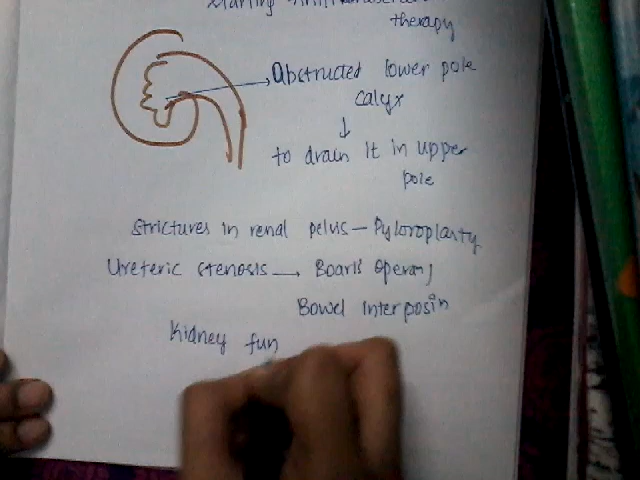 therapy
Obstructed lower pole
calyx
to drain it in upper
pole
Strictures in renal pelvis - Pyloroplasty
Ureteric stenosis → Boari's Operan
Bowel Interposin
Kidney fun